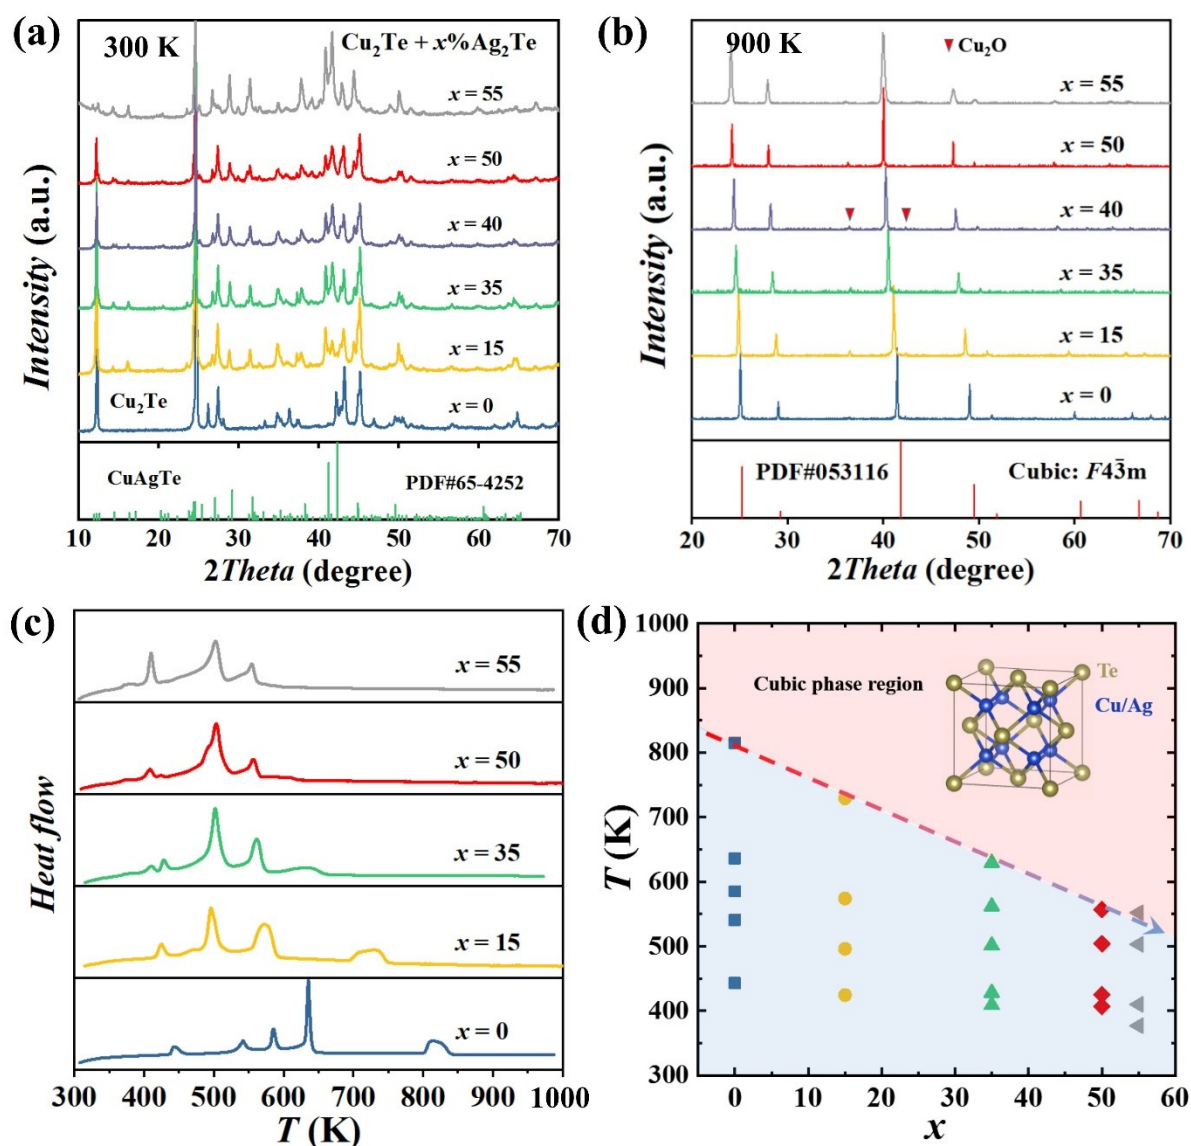 (a)
300 K
Cu₂Te + x%Ag₂Te
x = 55
x = 50
x = 40
x = 35
x = 15
Cu₂Te
x = 0
CuAgTe
PDF#65-4252
Intensity (a.u.)
10 20 30 40 50 60 70
2Theta (degree)
(b)
900 K
Cu₂O
x = 55
x = 50
x = 40
x = 35
x = 15
x = 0
PDF#053116
Cubic: F43̄m
Intensity (a.u.)
20 30 40 50 60 70
2Theta (degree)
(c)
x = 55
x = 50
x = 35
x = 15
x = 0
Heat flow
300 400 500 600 700 800 900 1000
T (K)
(d)
1000
900
800
700
600
500
400
300
T (K)
Cubic phase region
Te
Cu/Ag
0 10 20 30 40 50 60
x